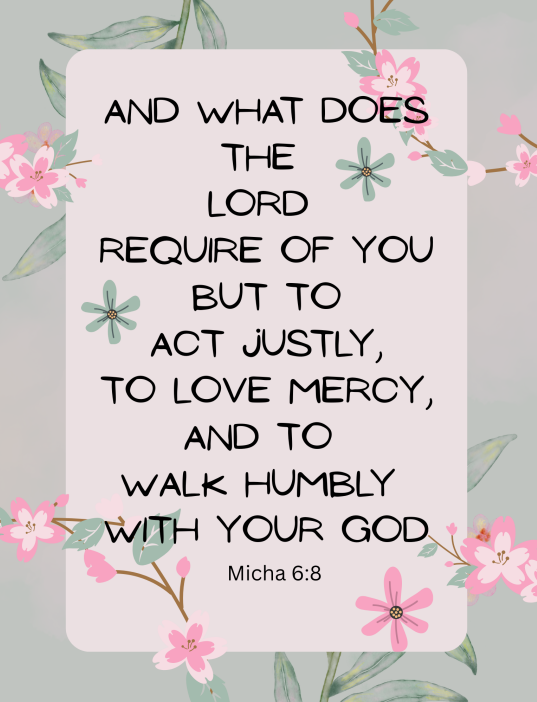 AND WHAT DOES
THE
LORD
REQUIRE OF YOU
BUT TO
ACT JUSTLY,
TO LOVE MERCY,
AND TO
WALK HUMBLY
WITH YOUR GOD
Micha 6:8